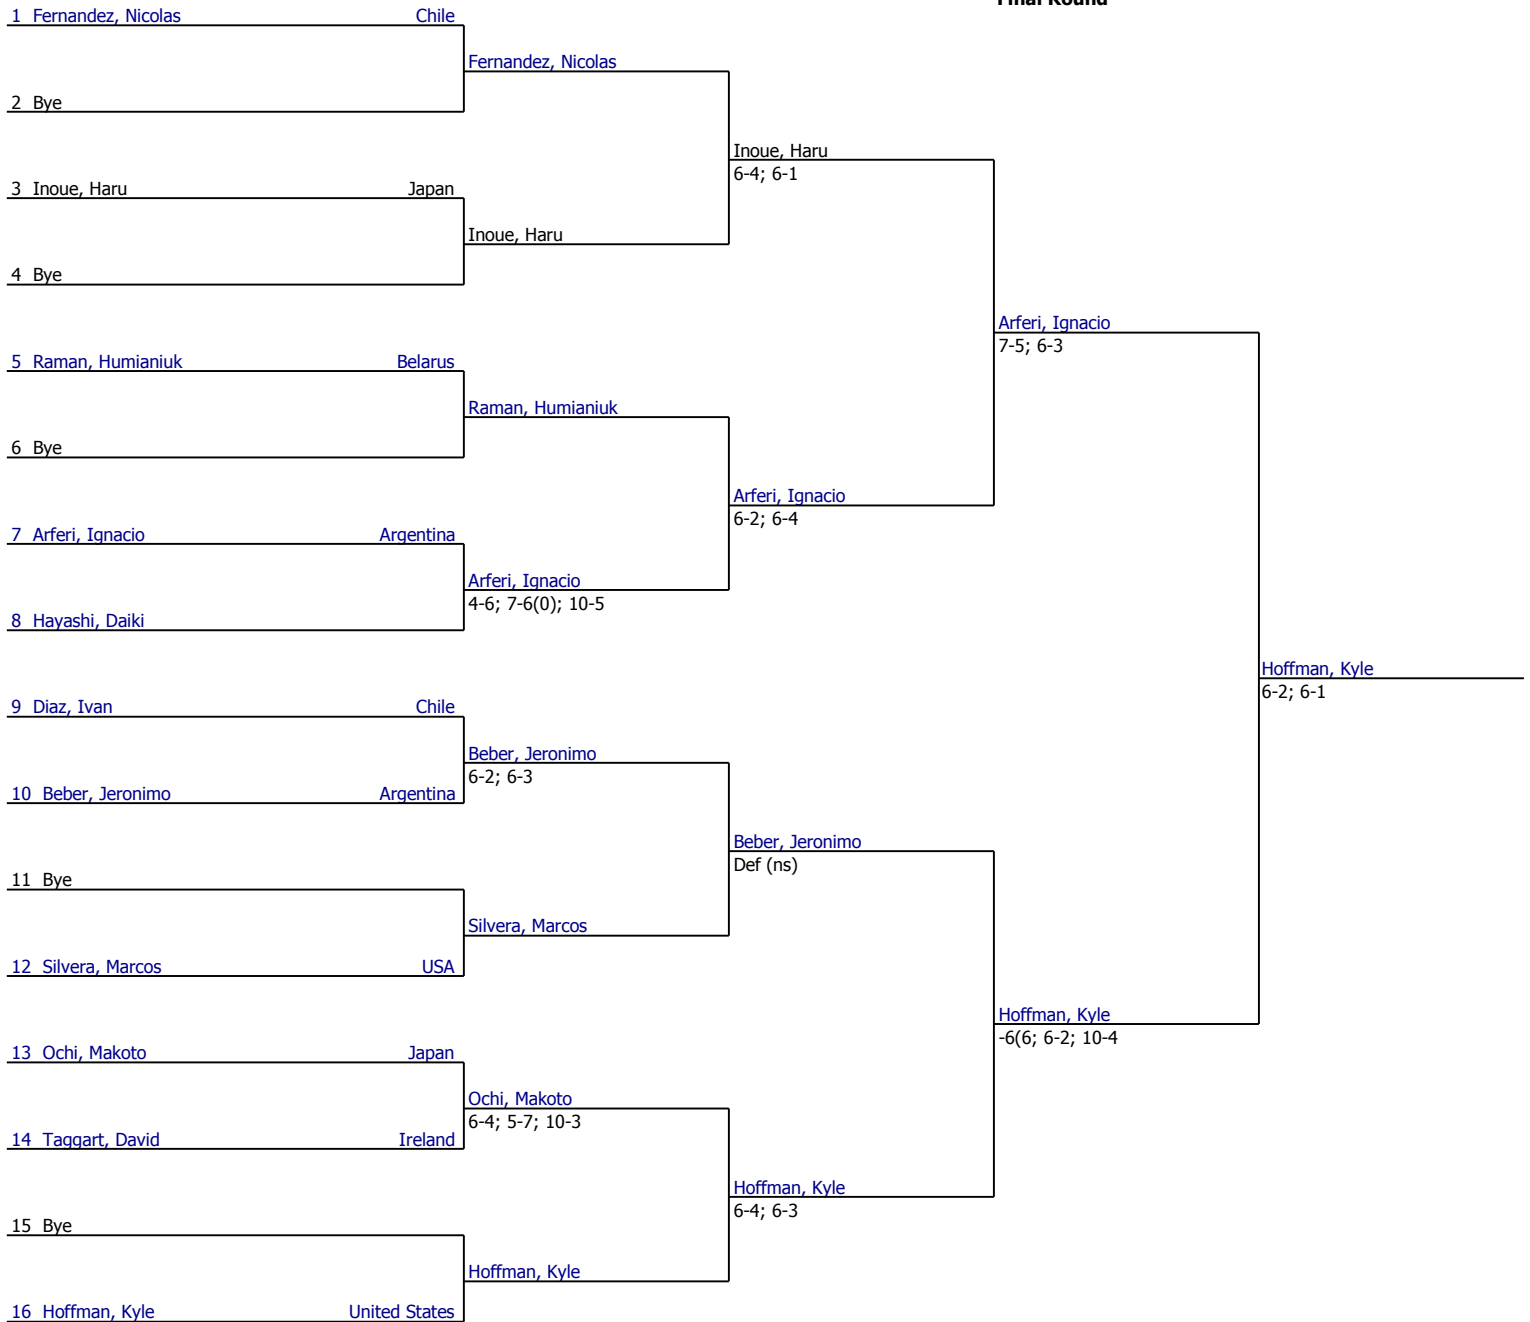 Final Round
1 Fernandez, Nicolas Chile
Fernandez, Nicolas
2 Bye
Inoue, Haru
6-4; 6-1
3 Inoue, Haru Japan
Inoue, Haru
4 Bye
Arferi, Ignacio
7-5; 6-3
5 Raman, Humianiuk Belarus
Raman, Humianiuk
6 Bye
Arferi, Ignacio
6-2; 6-4
7 Arferi, Ignacio Argentina
Arferi, Ignacio
4-6; 7-6(0); 10-5
8 Hayashi, Daiki
Hoffman, Kyle
6-2; 6-1
9 Diaz, Ivan Chile
Beber, Jeronimo
6-2; 6-3
10 Beber, Jeronimo Argentina
Beber, Jeronimo
Def (ns)
11 Bye
Silvera, Marcos
12 Silvera, Marcos USA
Hoffman, Kyle
-6(6; 6-2; 10-4
13 Ochi, Makoto Japan
Ochi, Makoto
6-4; 5-7; 10-3
14 Taggart, David Ireland
Hoffman, Kyle
6-4; 6-3
15 Bye
Hoffman, Kyle
16 Hoffman, Kyle United States